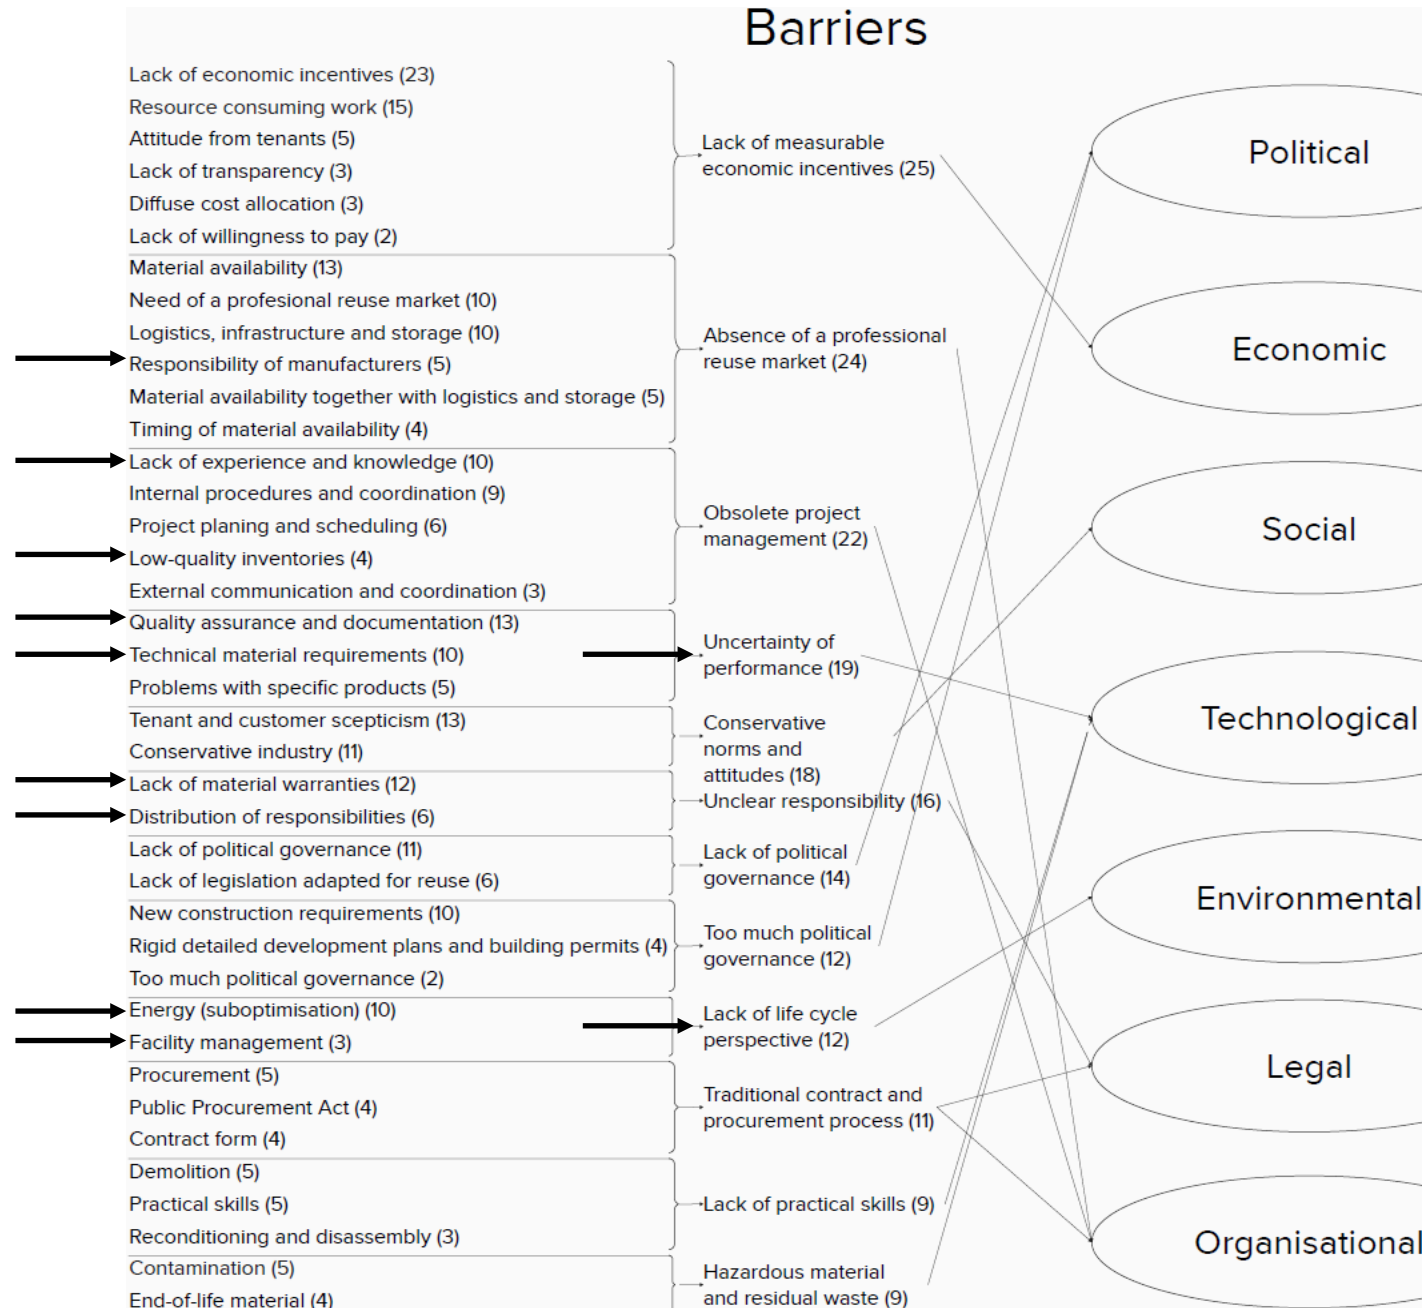 Barriers
Lack of economic incentives (23)
Resource consuming work (15)
Attitude from tenants (5)
Lack of transparency (3)
Diffuse cost allocation (3)
Lack of willingness to pay (2)
Material availability (13)
Need of a profesional reuse market (10)
Logistics, infrastructure and storage (10)
Responsibility of manufacturers (5)
Material availability together with logistics and storage (5)
Timing of material availability (4)
Lack of experience and knowledge (10)
Internal procedures and coordination (9)
Project planing and scheduling (6)
Low-quality inventories (4)
External communication and coordination (3)
Quality assurance and documentation (13)
Technical material requirements (10)
Problems with specific products (5)
Tenant and customer scepticism (13)
Conservative industry (11)
Lack of material warranties (12)
Distribution of responsibilities (6)
Lack of political governance (11)
Lack of legislation adapted for reuse (6)
New construction requirements (10)
Rigid detailed development plans and building permits (4)
Too much political governance (2)
Energy (suboptimisation) (10)
Facility management (3)
Procurement (5)
Public Procurement Act (4)
Contract form (4)
Demolition (5)
Practical skills (5)
Reconditioning and disassembly (3)
Contamination (5)
End-of-life material (4)
Lack of measurable
economic incentives (25)
Absence of a professional
reuse market (24)
Obsolete project
management (22)
Uncertainty of
performance (19)
Conservative
norms and
attitudes (18)
Unclear responsibility (16)
Lack of political
governance (14)
Too much political
governance (12)
Lack of life cycle
perspective (12)
Traditional contract and
procurement process (11)
Lack of practical skills (9)
Hazardous material
and residual waste (9)
Political
Economic
Social
Technological
Environmental
Legal
Organisational